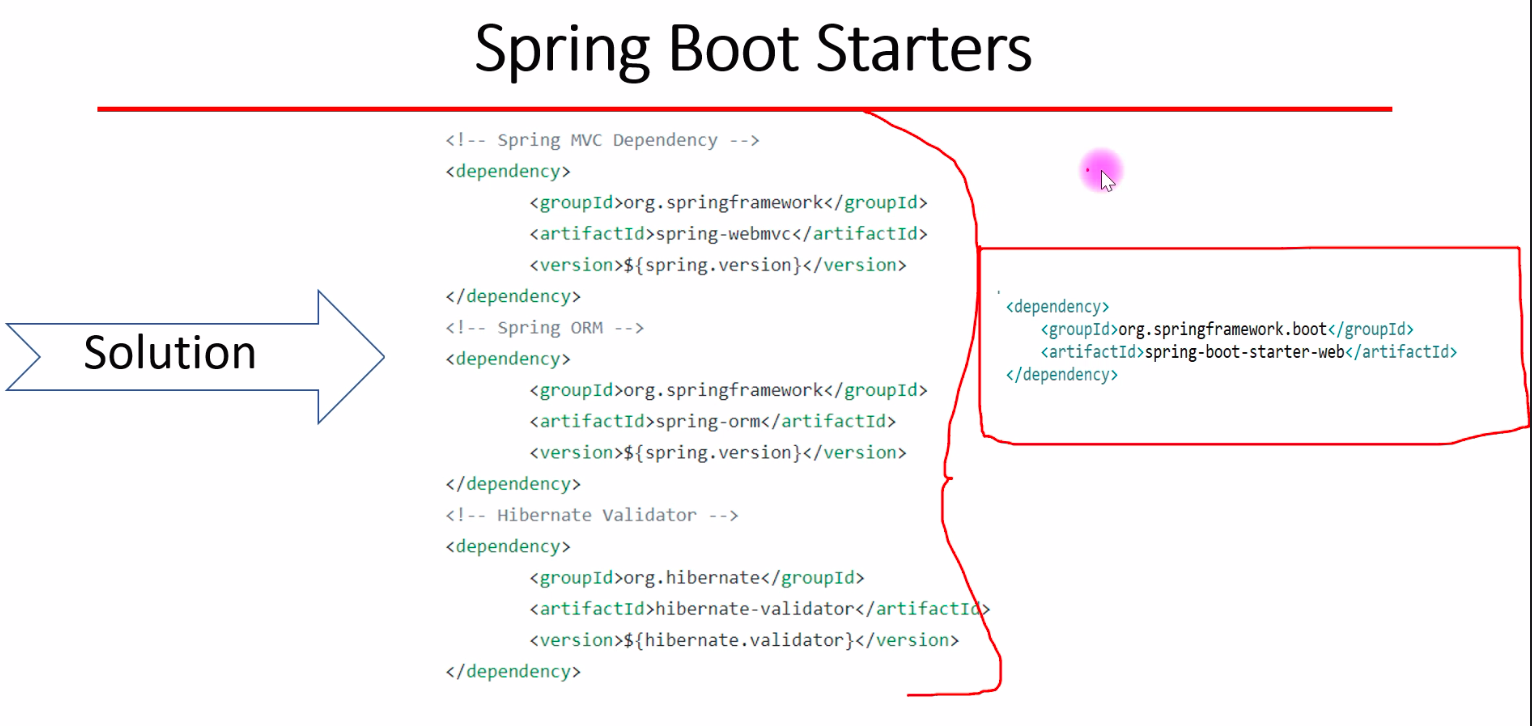 Spring Boot Starters
Solution
<!-- Spring MVC Dependency -->
<dependency>
<groupId>org.springframework</groupId>
<artifactId>spring-webmvc</artifactId>
<version>${spring.version}</version>
</dependency>
<!-- Spring ORM -->
<dependency>
<groupId>org.springframework</groupId>
<artifactId>spring-orm</artifactId>
<version>${spring.version}</version>
</dependency>
<!-- Hibernate Validator -->
<dependency>
<groupId>org.hibernate</groupId>
<artifactId>hibernate-validator</artifactId>
<version>${hibernate.validator}</version>
</dependency>
<dependency>
<groupId>org.springframework.boot</groupId>
<artifactId>spring-boot-starter-web</artifactId>
</dependency>